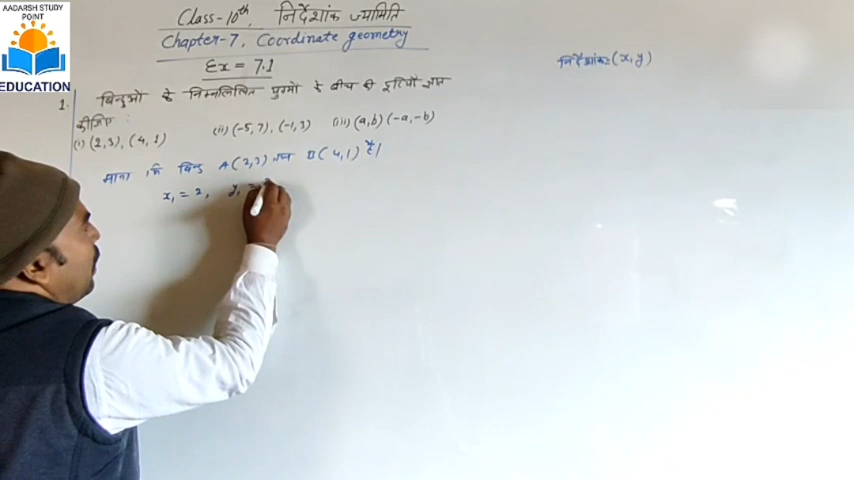 AADARSH STUDY
POINT
EDUCATION
Class-10th, निर्देशांक ज्यामिति
Chapter-7, Coordinate geometry
Ex = 7.1
निर्देशांक = (x, y)
1. बिन्दुओं के निम्नलिखित युग्मों के बीच की दूरियाँ ज्ञात
कीजिए :
(i) (2,3), (4,1) (ii) (-5,7), (-1,3) (iii) (a,b) (-a,-b)
माना कि बिन्दु A(2,3) तथा B(4,1) है।
x₁ = 2, y₁ =